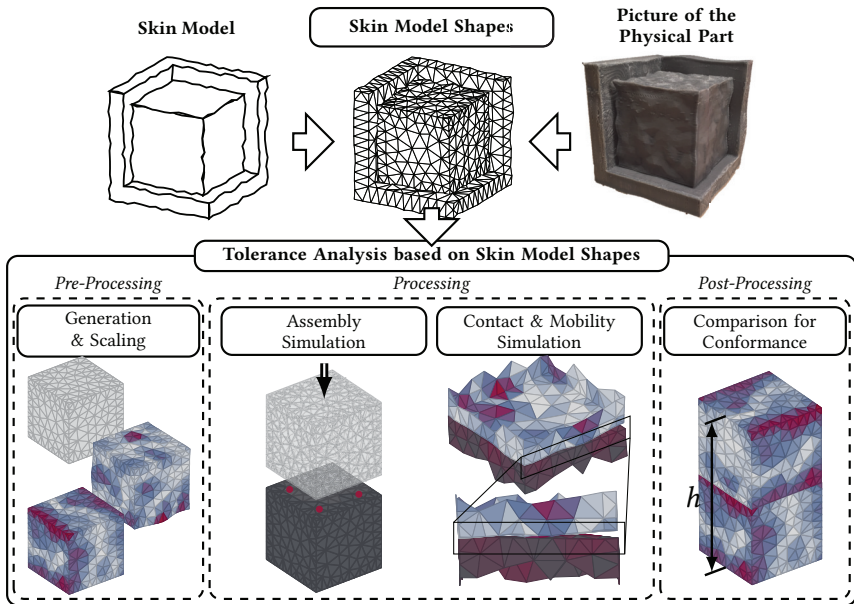 Skin Model
Skin Model Shapes
Picture of the
Physical Part
Tolerance Analysis based on Skin Model Shapes
Pre-Processing
Processing
Post-Processing
Generation
& Scaling
Assembly
Simulation
Contact & Mobility
Simulation
Comparison for
Conformance
h